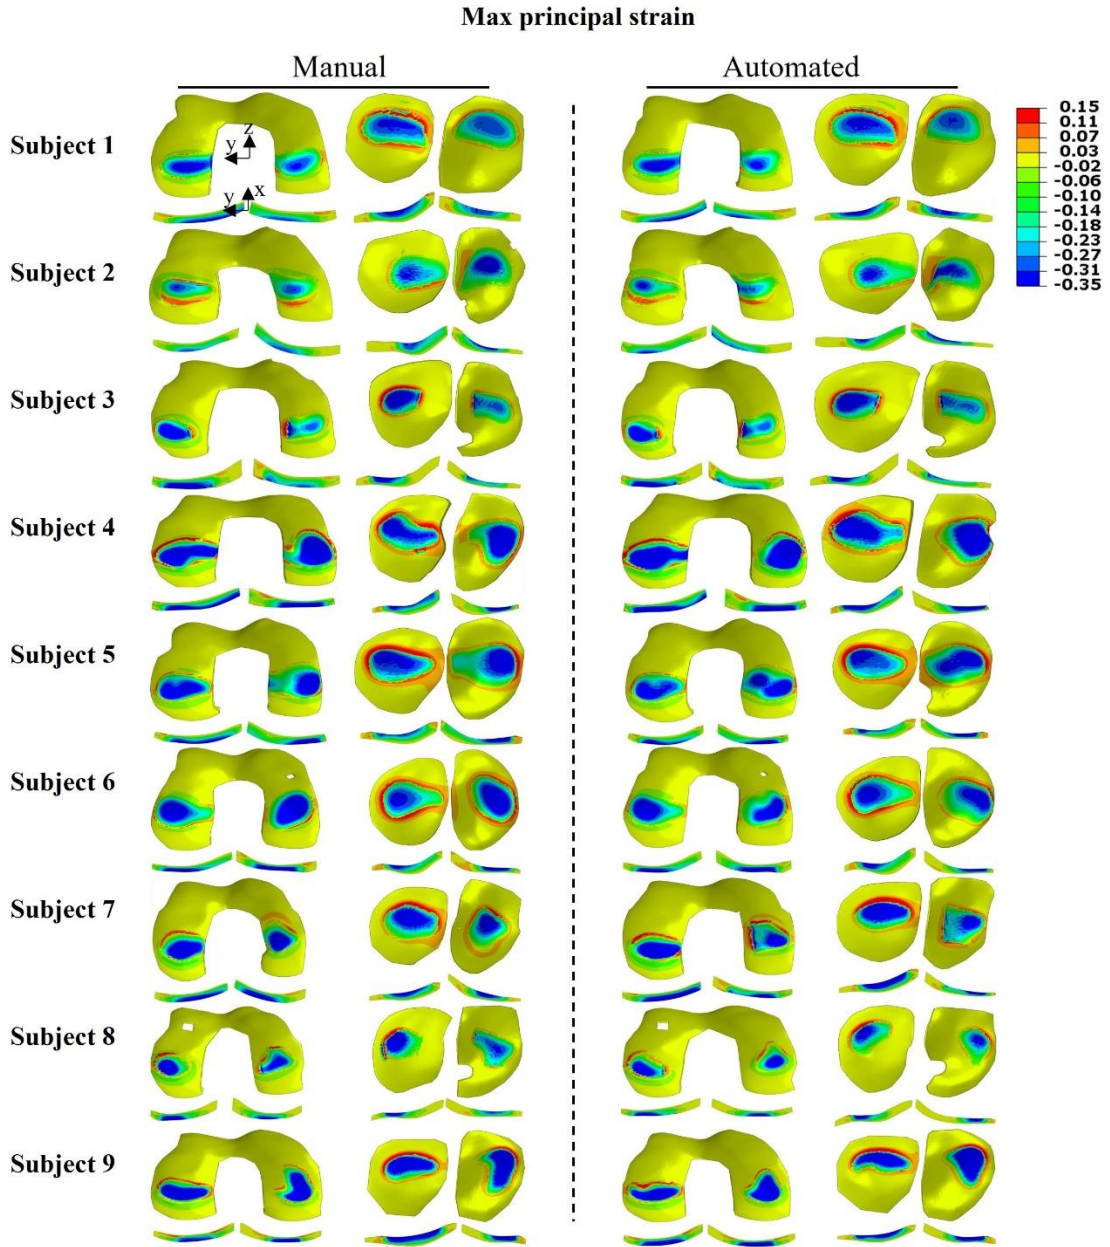 Max principal strain
Manual
Automated
Subject 1
z
y
x
y
0.15
0.11
0.07
0.03
-0.02
-0.06
-0.10
-0.14
-0.18
-0.23
-0.27
-0.31
-0.35
Subject 2
Subject 3
Subject 4
Subject 5
Subject 6
Subject 7
Subject 8
Subject 9